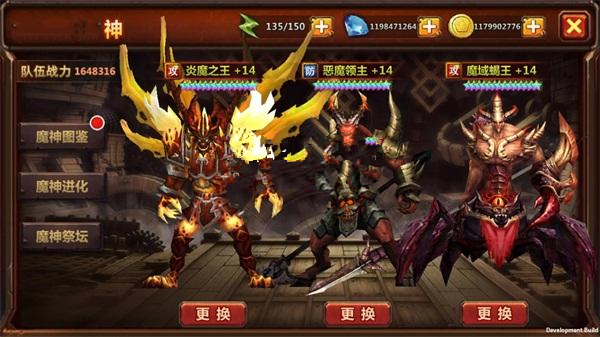 神
135/150
1198471264
1179902776
队伍战力 1648316
攻 炎魔之王 +14
防 恶魔领主 +14
攻 魔域蝎王 +14
魔神图鉴
魔神进化
魔神祭坛
更换
更换
更换
Development Build